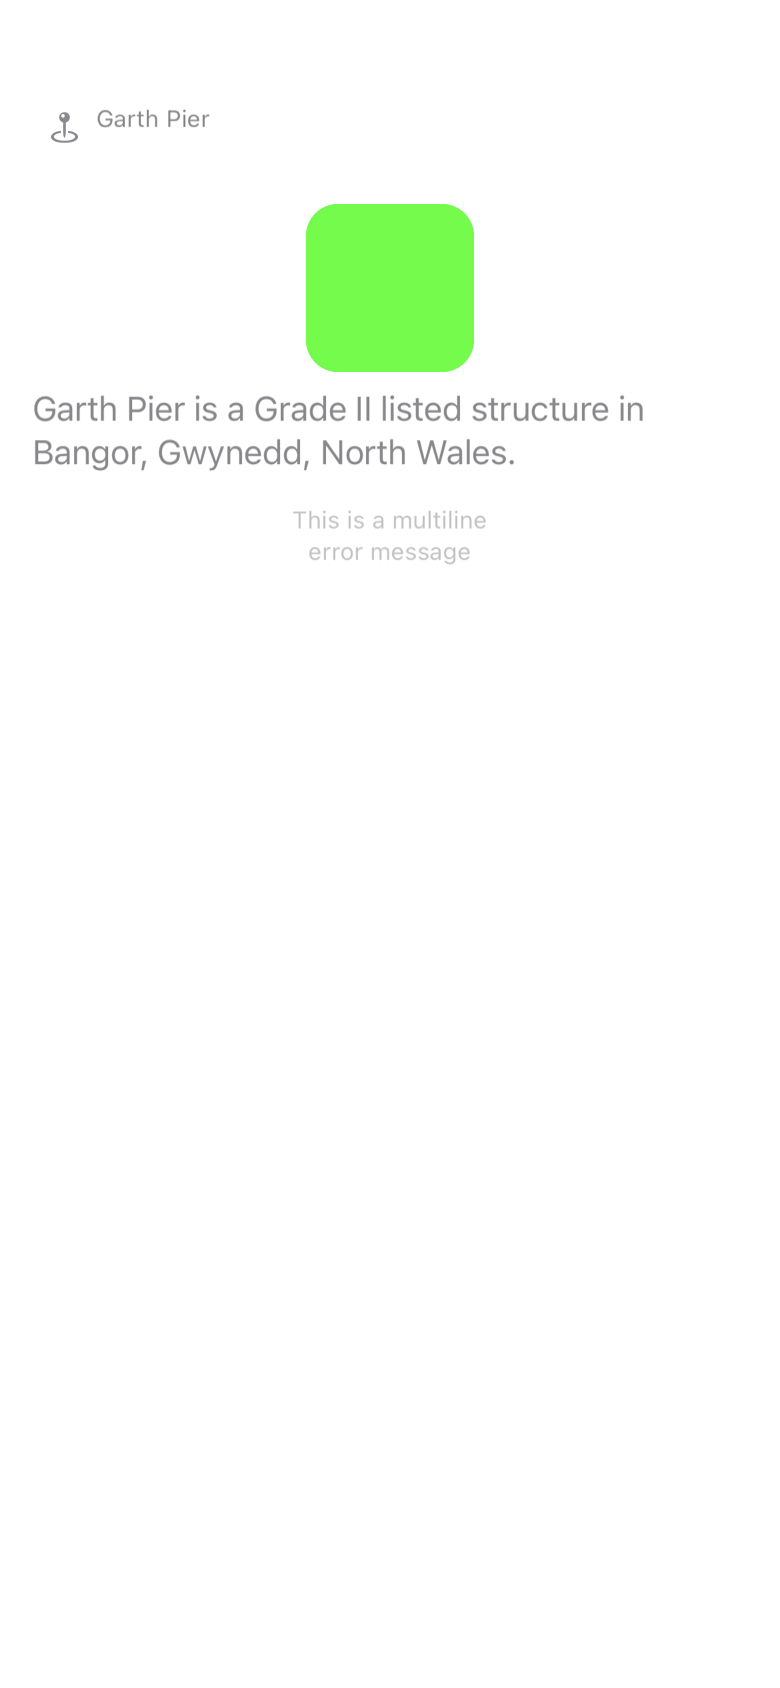 Garth Pier
Garth Pier is a Grade II listed structure in
Bangor, Gwynedd, North Wales.
This is a multiline
error message